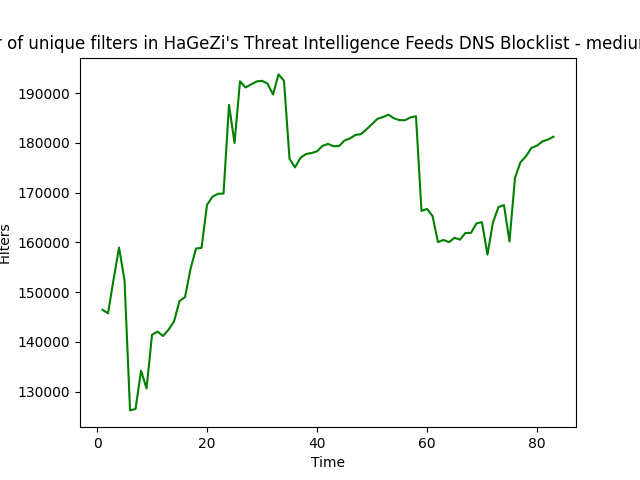 r of unique filters in HaGeZi's Threat Intelligence Feeds DNS Blocklist - mediu
190000
180000
170000
160000
150000
140000
130000
Filters
0 20 40 60 80
Time